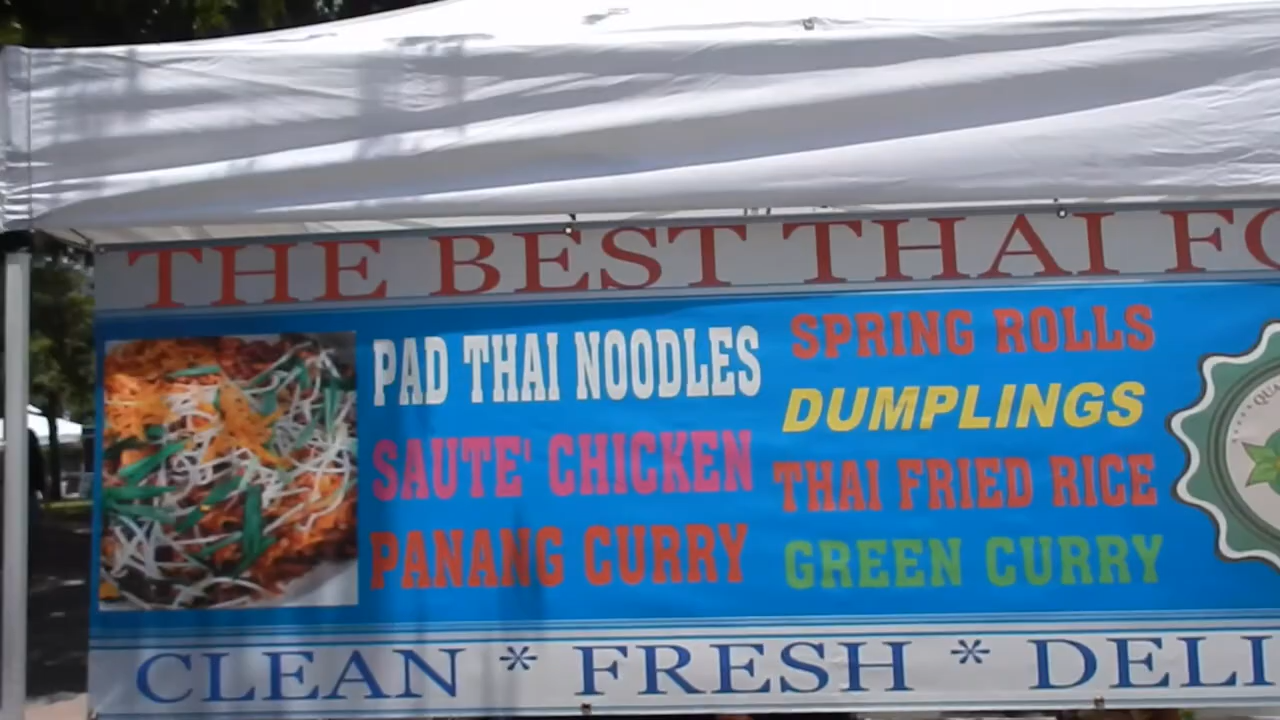 THE BEST THAI FO
PAD THAI NOODLES
SAUTE' CHICKEN
PANANG CURRY
SPRING ROLLS
DUMPLINGS
THAI FRIED RICE
GREEN CURRY
QUA
CLEAN * FRESH * DELI